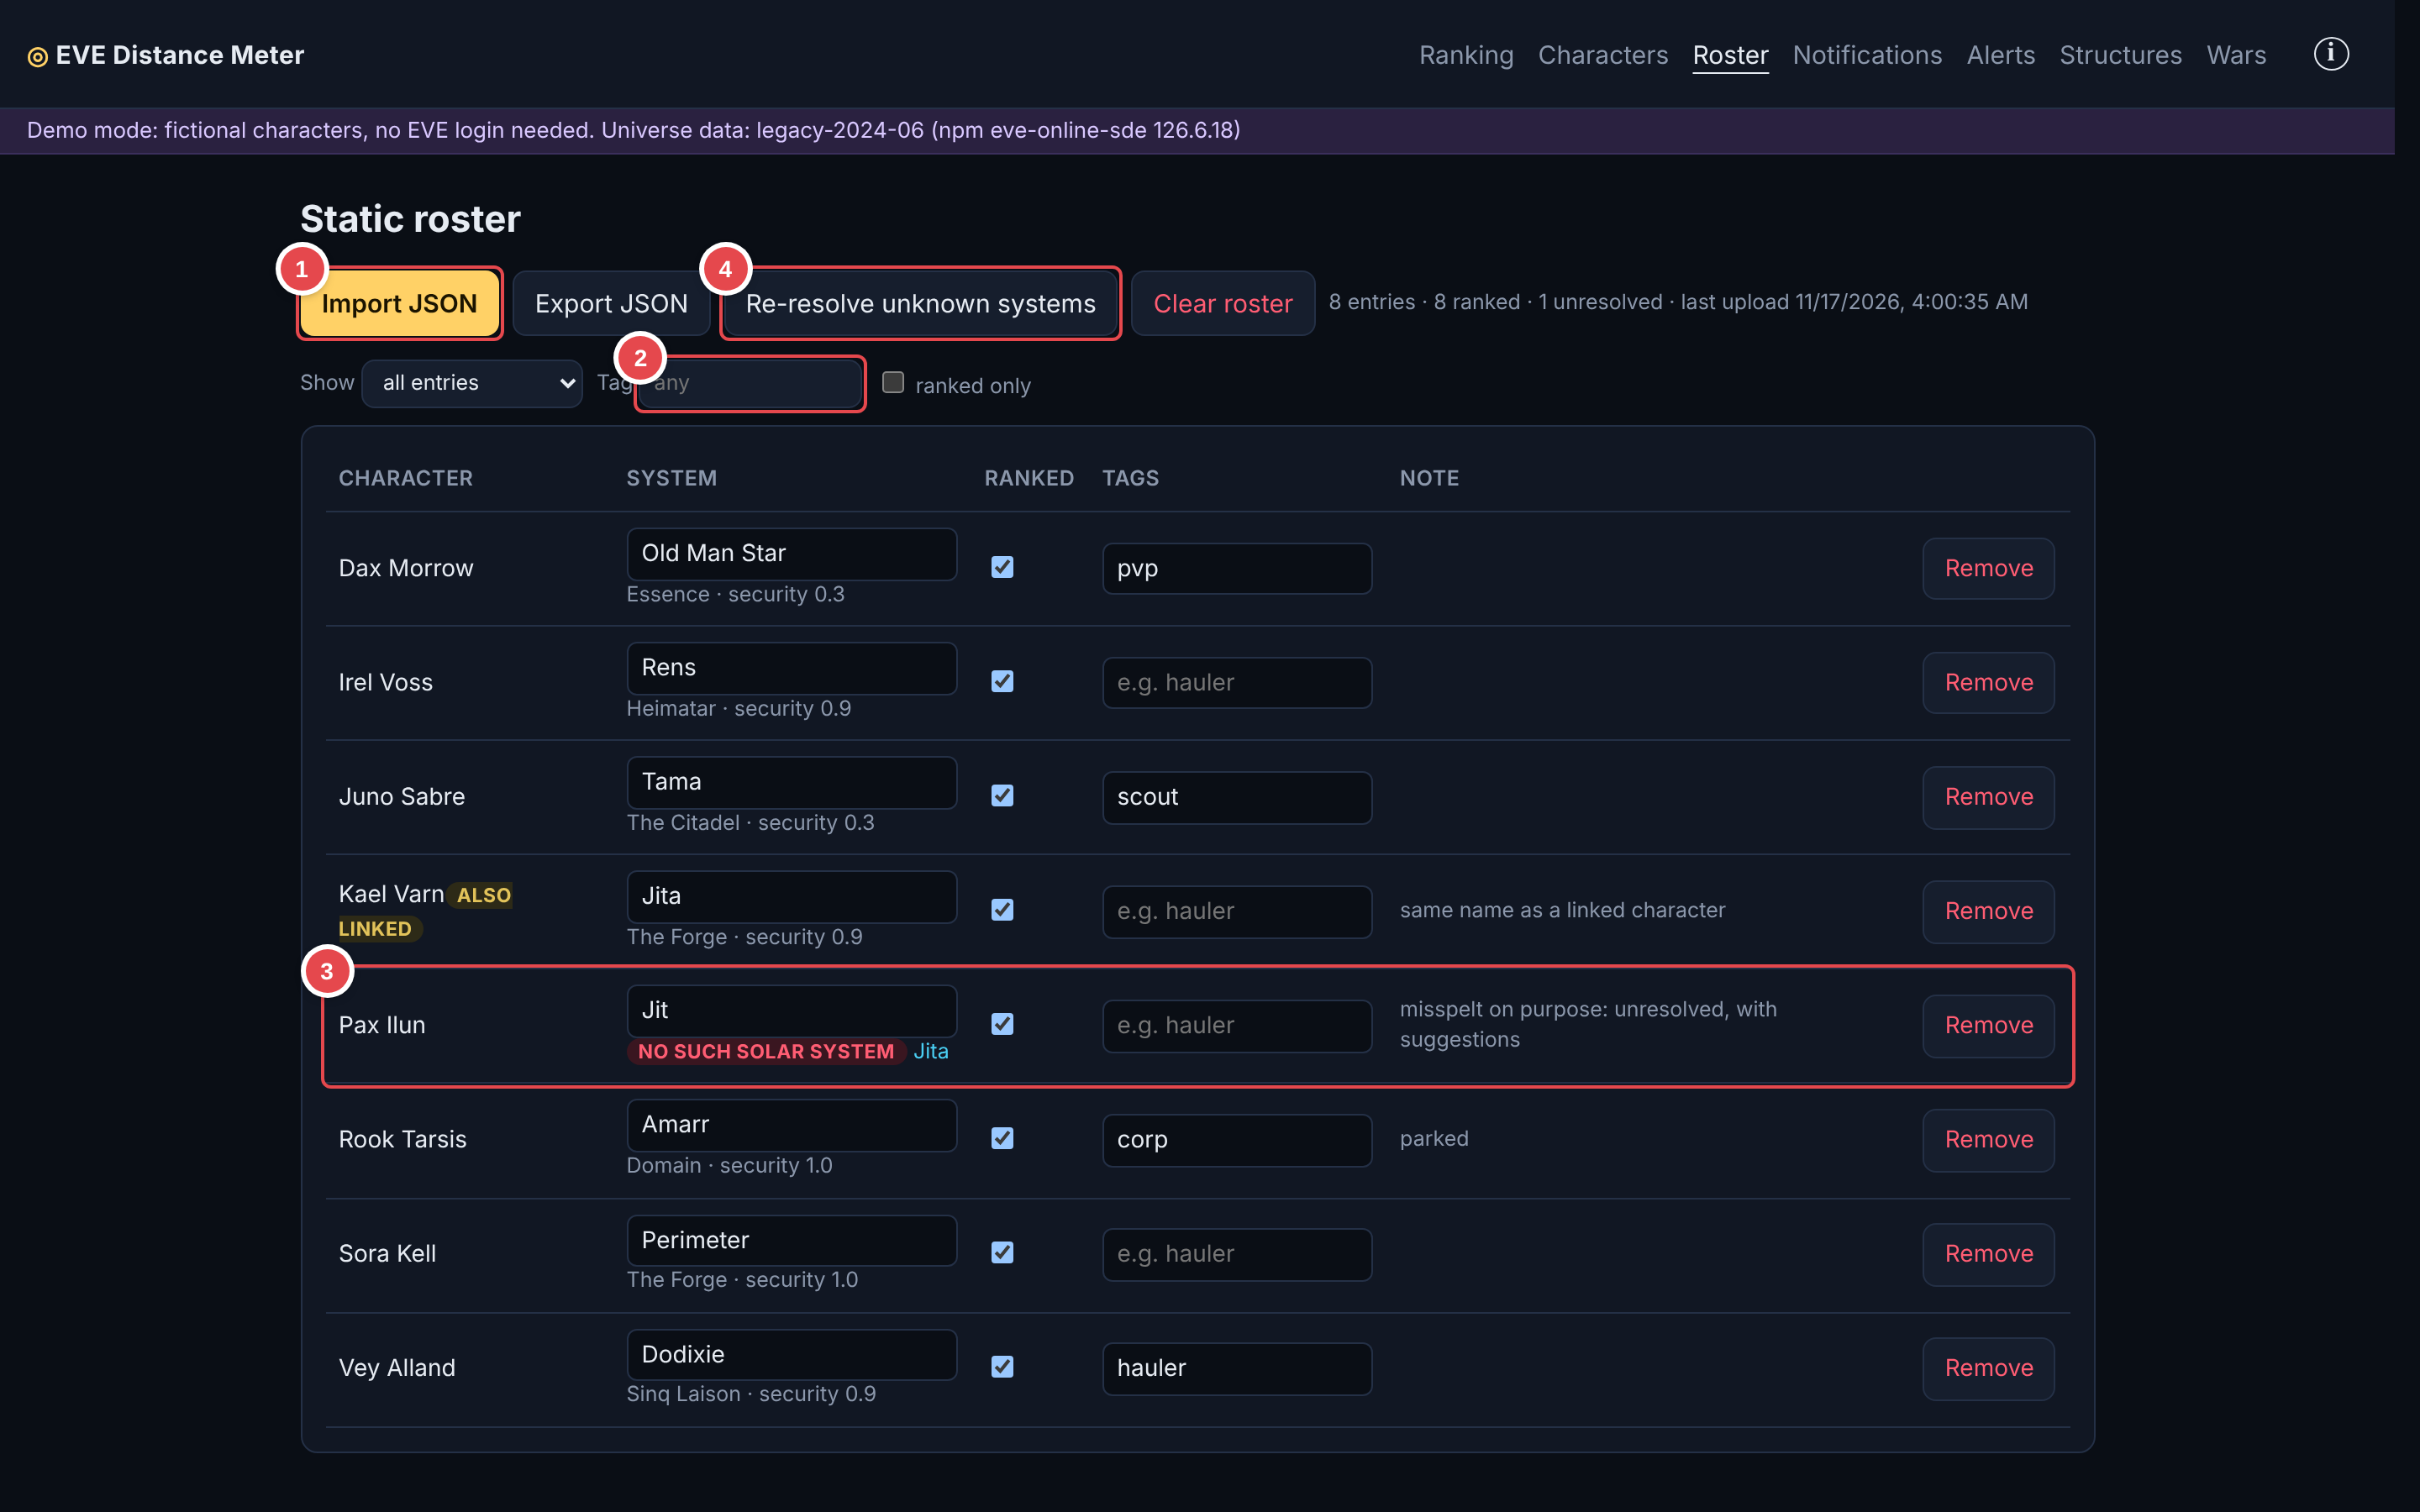 ◎ EVE Distance Meter
Ranking Characters Roster Notifications Alerts Structures Wars i
Demo mode: fictional characters, no EVE login needed. Universe data: legacy-2024-06 (npm eve-online-sde 126.6.18)
Static roster
1 4
Import JSON Export JSON Re-resolve unknown systems Clear roster 8 entries · 8 ranked · 1 unresolved · last upload 11/17/2026, 4:00:35 AM
2
Show all entries Tag any ranked only
CHARACTER SYSTEM RANKED TAGS NOTE
Dax Morrow Old Man Star pvp Remove
Essence · security 0.3
Irel Voss Rens e.g. hauler Remove
Heimatar · security 0.9
Juno Sabre Tama scout Remove
The Citadel · security 0.3
Kael Varn ALSO Jita e.g. hauler same name as a linked character Remove
LINKED The Forge · security 0.9
3
Pax Ilun Jit e.g. hauler misspelt on purpose: unresolved, with Remove
NO SUCH SOLAR SYSTEM Jita suggestions
Rook Tarsis Amarr corp parked Remove
Domain · security 1.0
Sora Kell Perimeter e.g. hauler Remove
The Forge · security 1.0
Vey Alland Dodixie hauler Remove
Sinq Laison · security 0.9